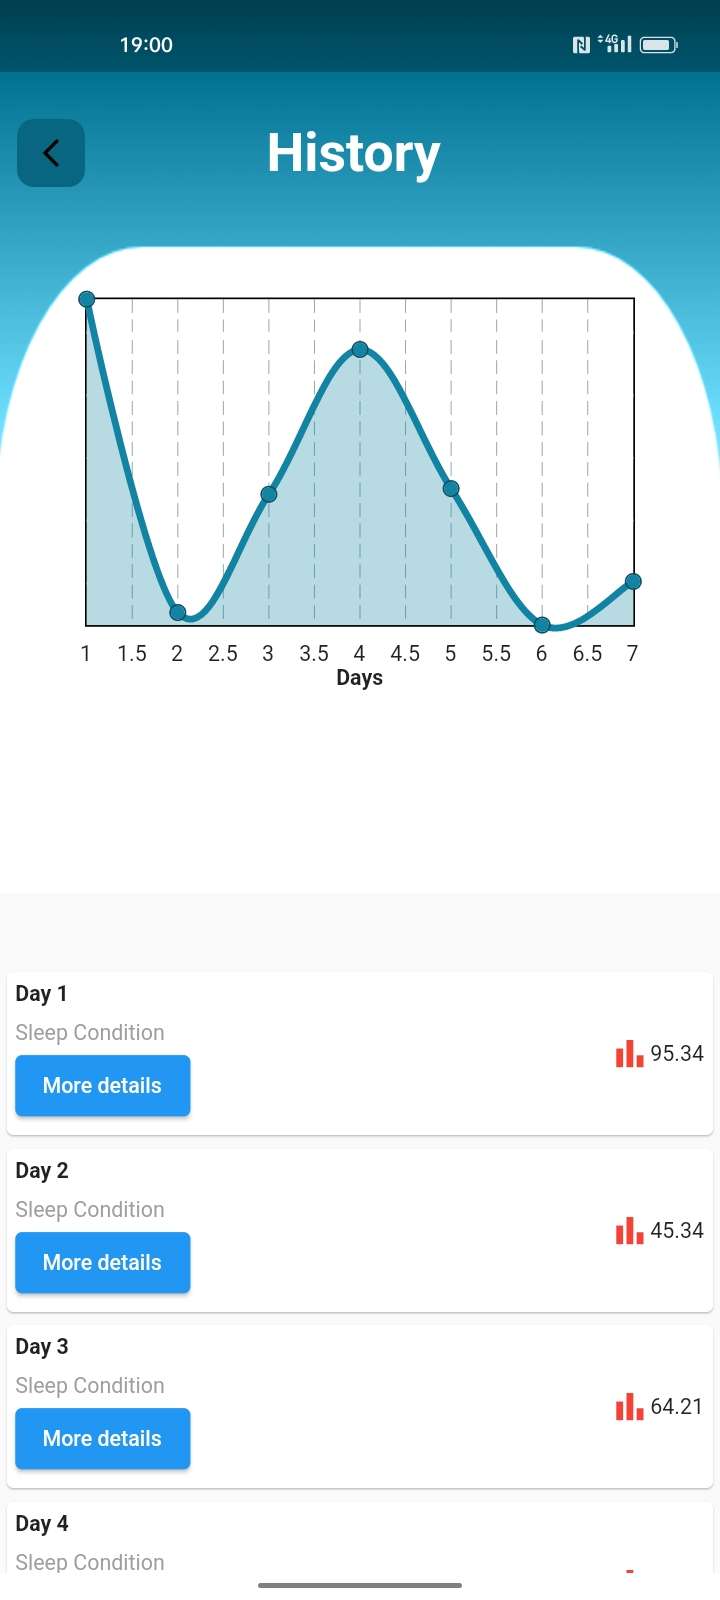 19:00
4G
History
1 1.5 2 2.5 3 3.5 4 4.5 5 5.5 6 6.5 7
Days
Day 1
Sleep Condition
More details
95.34
Day 2
Sleep Condition
More details
45.34
Day 3
Sleep Condition
More details
64.21
Day 4
Sleep Condition